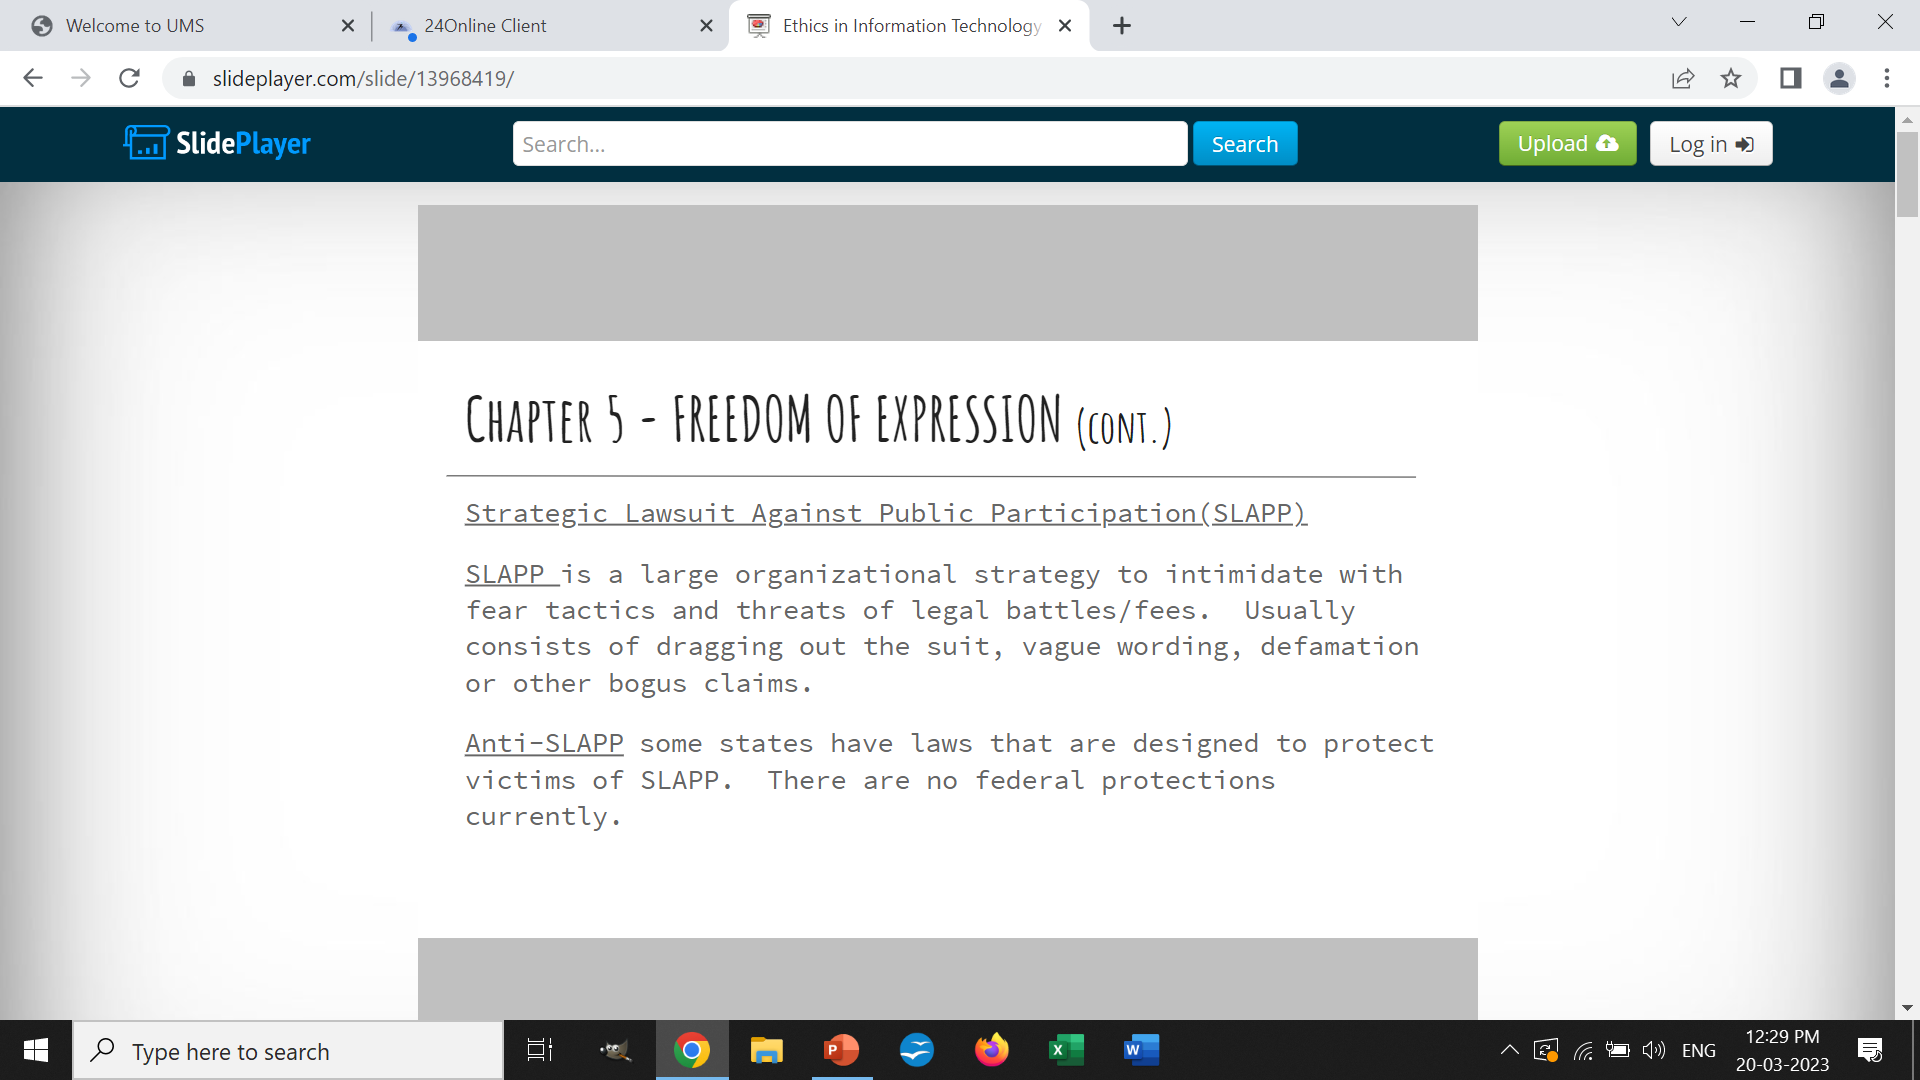 Welcome to UMS
24Online Client
Ethics in Information Technology
slideplayer.com/slide/13968419/
SlidePlayer
Search...
Search
Upload
Log in
CHAPTER 5 - FREEDOM OF EXPRESSION (CONT.)
Strategic Lawsuit Against Public Participation(SLAPP)
SLAPP is a large organizational strategy to intimidate with
fear tactics and threats of legal battles/fees. Usually
consists of dragging out the suit, vague wording, defamation
or other bogus claims.
Anti-SLAPP some states have laws that are designed to protect
victims of SLAPP. There are no federal protections
currently.
Type here to search
P
X
W
ENG
12:29 PM
20-03-2023